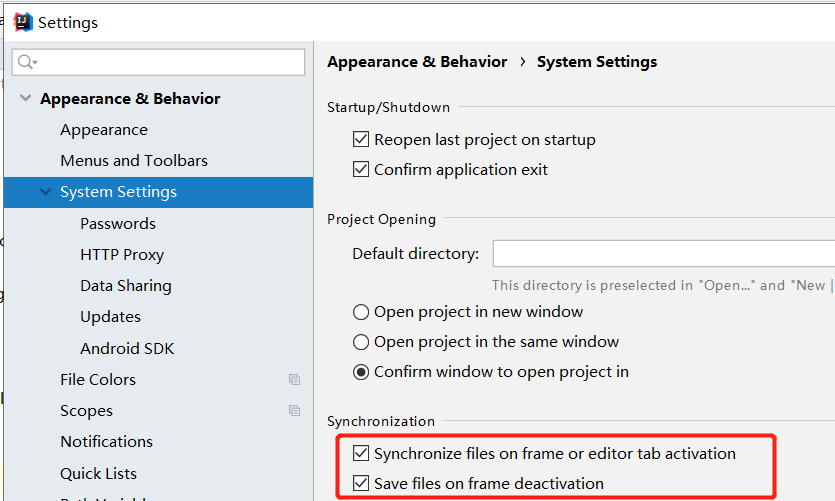 Settings
Appearance & Behavior
Appearance
Menus and Toolbars
System Settings
Passwords
HTTP Proxy
Data Sharing
Updates
Android SDK
File Colors
Scopes
Notifications
Quick Lists
Appearance & Behavior › System Settings
Startup/Shutdown
Reopen last project on startup
Confirm application exit
Project Opening
Default directory:
This directory is preselected in "Open..." and "New |
Open project in new window
Open project in the same window
Confirm window to open project in
Synchronization
Synchronize files on frame or editor tab activation
Save files on frame deactivation